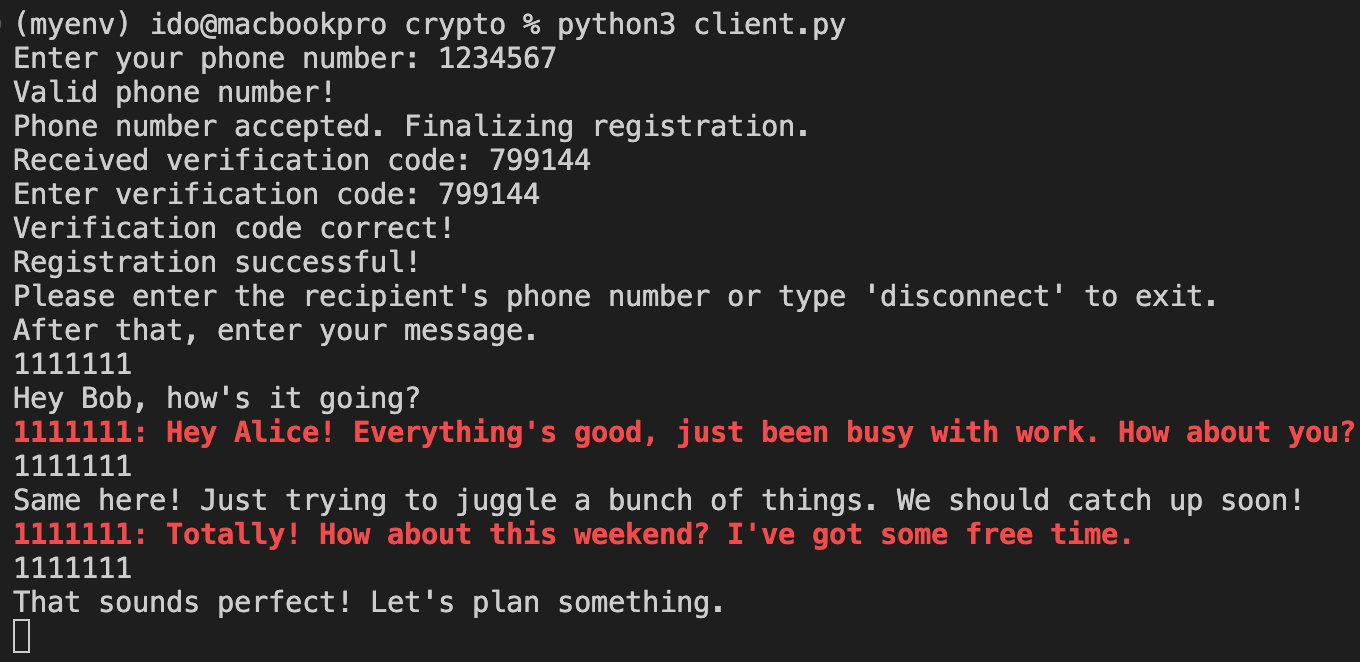 (myenv) ido@macbookpro crypto % python3 client.py
Enter your phone number: 1234567
Valid phone number!
Phone number accepted. Finalizing registration.
Received verification code: 799144
Enter verification code: 799144
Verification code correct!
Registration successful!
Please enter the recipient's phone number or type 'disconnect' to exit.
After that, enter your message.
1111111
Hey Bob, how's it going?
1111111: Hey Alice! Everything's good, just been busy with work. How about you?
1111111
Same here! Just trying to juggle a bunch of things. We should catch up soon!
1111111: Totally! How about this weekend? I've got some free time.
1111111
That sounds perfect! Let's plan something.